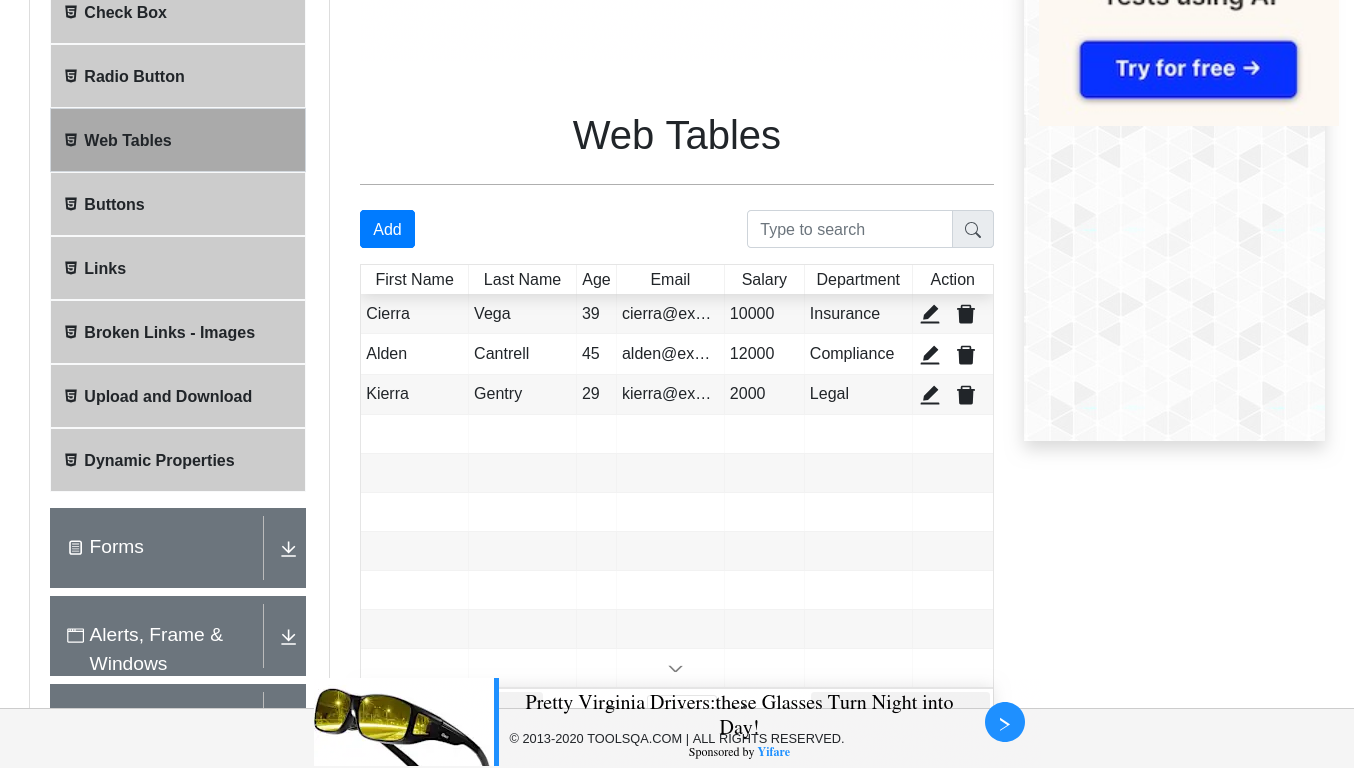 Check Box
Radio Button
Web Tables
Buttons
Links
Broken Links - Images
Upload and Download
Dynamic Properties
Forms
Alerts, Frame &
Windows
Web Tables
Add
Type to search
First Name Last Name Age Email Salary Department Action
Cierra Vega 39 cierra@ex… 10000 Insurance
Alden Cantrell 45 alden@ex… 12000 Compliance
Kierra Gentry 29 kierra@ex… 2000 Legal
Tests using AI
Try for free →
Pretty Virginia Drivers:these Glasses Turn Night into
Day!
© 2013-2020 TOOLSQA.COM | ALL RIGHTS RESERVED.
Sponsored by Yifare